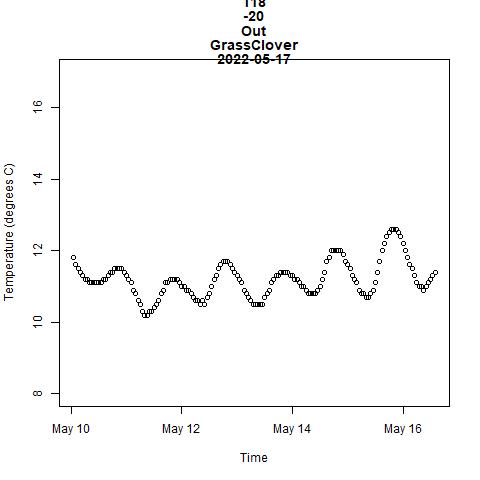 T18
-20
Out
GrassClover
2022-05-17
Temperature (degrees C)
16
14
12
10
8
May 10
May 12
May 14
May 16
Time